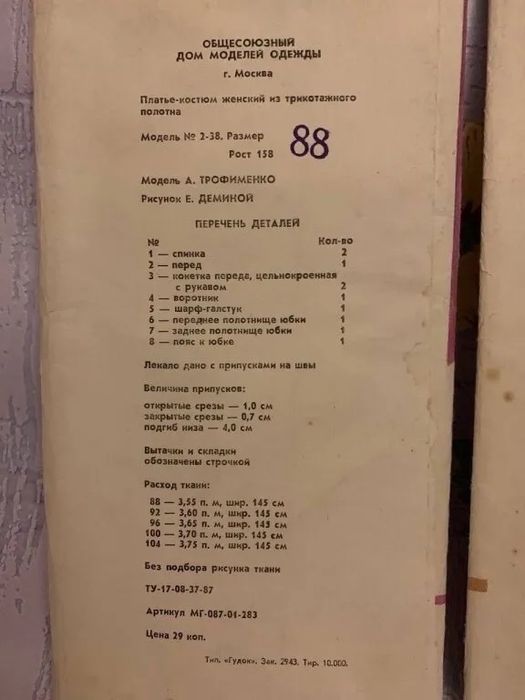 ОБЩЕСОЮЗНЫЙ
ДОМ МОДЕЛЕЙ ОДЕЖДЫ
г. Москва
Платье-костюм женский из трикотажного
полотна
Модель № 2-38. Размер 88
Рост 158
Модель А. ТРОФИМЕНКО
Рисунок Е. ДЕМИНОЙ
ПЕРЕЧЕНЬ ДЕТАЛЕЙ
№ Кол-во
1 — спинка 2
2 — перед 1
3 — кокетка переда, цельнокроенная
с рукавом 2
4 — воротник 1
5 — шарф-галстук 1
6 — переднее полотнище юбки 1
7 — заднее полотнище юбки 1
8 — пояс к юбке 1
Лекало дано с припусками на швы
Величина припусков:
открытые срезы — 1,0 см
закрытые срезы — 0,7 см
подгиб низа — 4,0 см
Вытачки и складки
обозначены строчкой
Расход ткани:
88 — 3,55 п. м, шир. 145 см
92 — 3,60 п. м, шир. 145 см
96 — 3,65 п. м, шир. 145 см
100 — 3,70 п. м, шир. 145 см
104 — 3,75 п. м, шир. 145 см
Без подбора рисунка ткани
ТУ-17-08-37-87
Артикул МГ-087-01-283
Цена 29 коп.
Тип. «Гудок». Зак. 2943. Тир. 10.000.